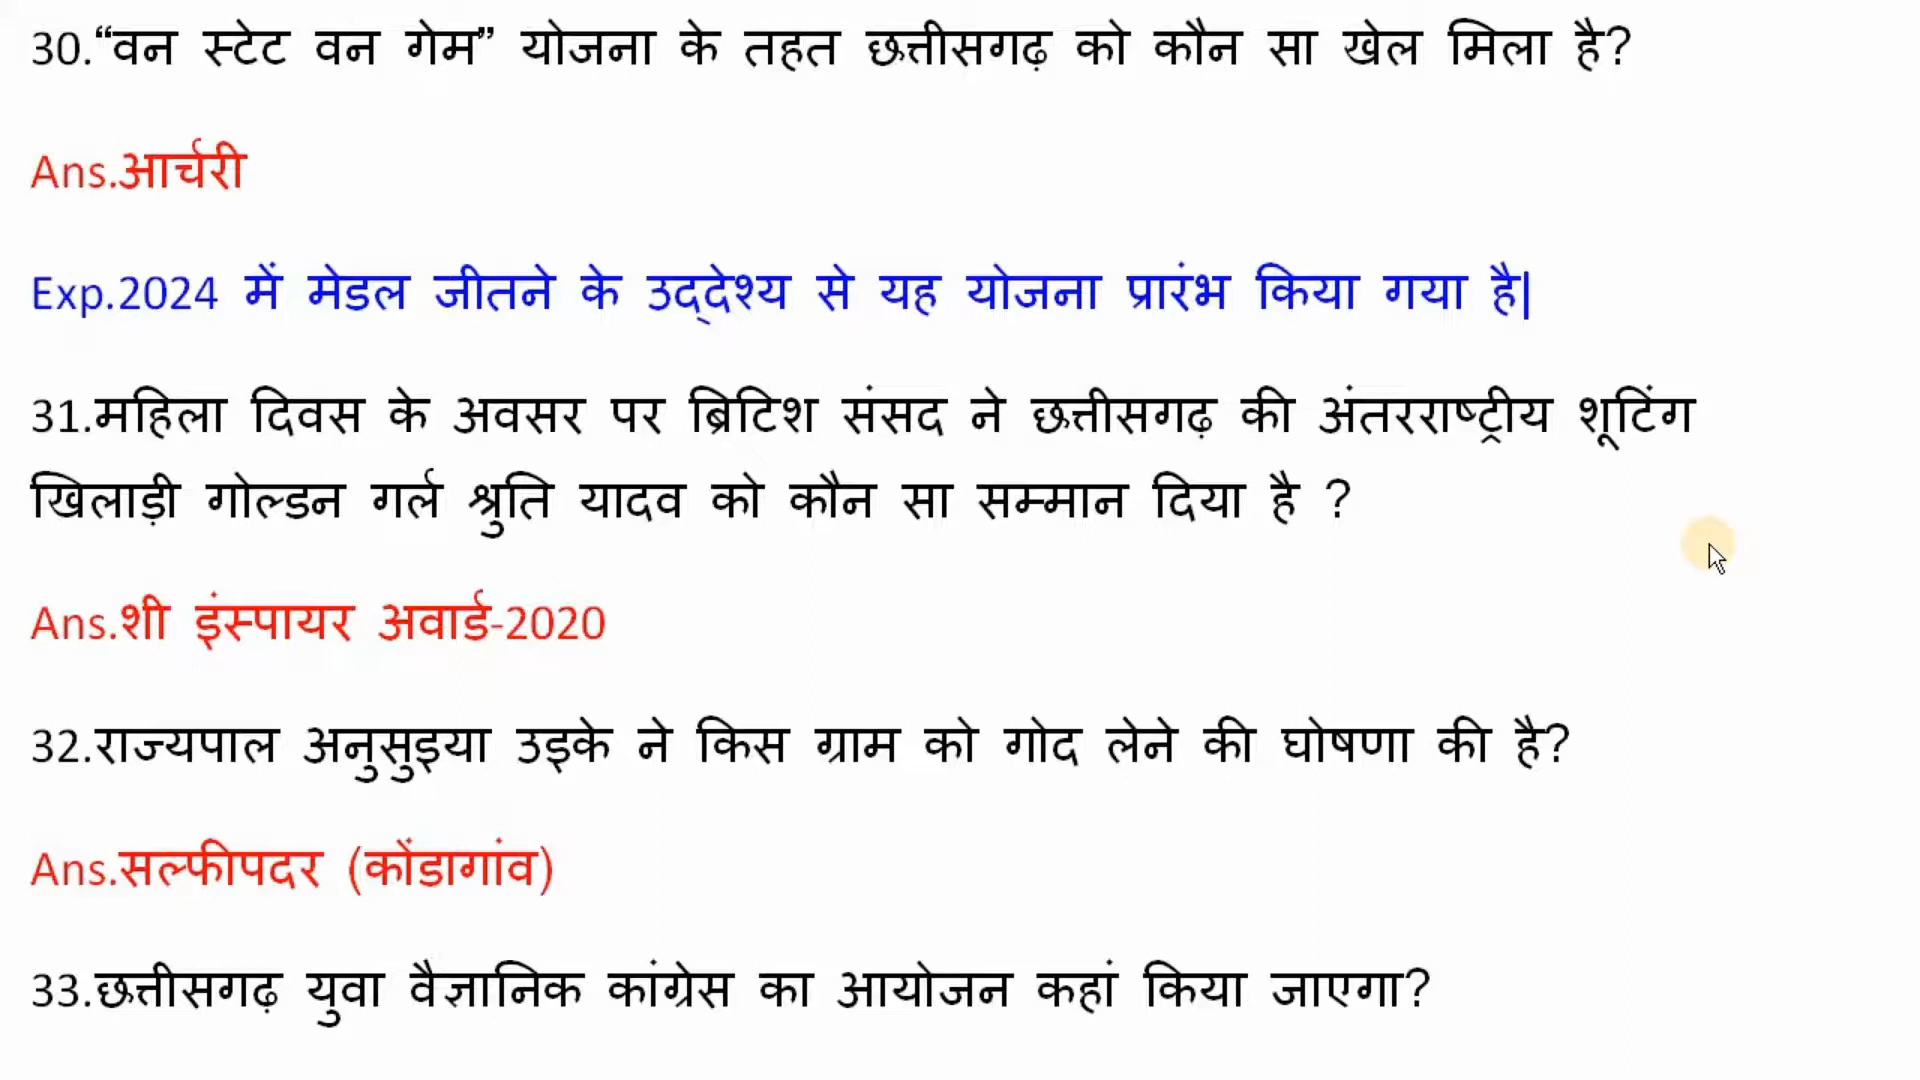 30.“वन स्टेट वन गेम” योजना के तहत छत्तीसगढ़ को कौन सा खेल मिला है?
Ans.आर्चरी
Exp.2024 में मेडल जीतने के उद्देश्य से यह योजना प्रारंभ किया गया है|
31.महिला दिवस के अवसर पर ब्रिटिश संसद ने छत्तीसगढ़ की अंतरराष्ट्रीय शूटिंग
खिलाड़ी गोल्डन गर्ल श्रुति यादव को कौन सा सम्मान दिया है ?
Ans.शी इंस्पायर अवार्ड-2020
32.राज्यपाल अनुसुइया उइके ने किस ग्राम को गोद लेने की घोषणा की है?
Ans.सल्फीपदर (कोंडागांव)
33.छत्तीसगढ़ युवा वैज्ञानिक कांग्रेस का आयोजन कहां किया जाएगा?